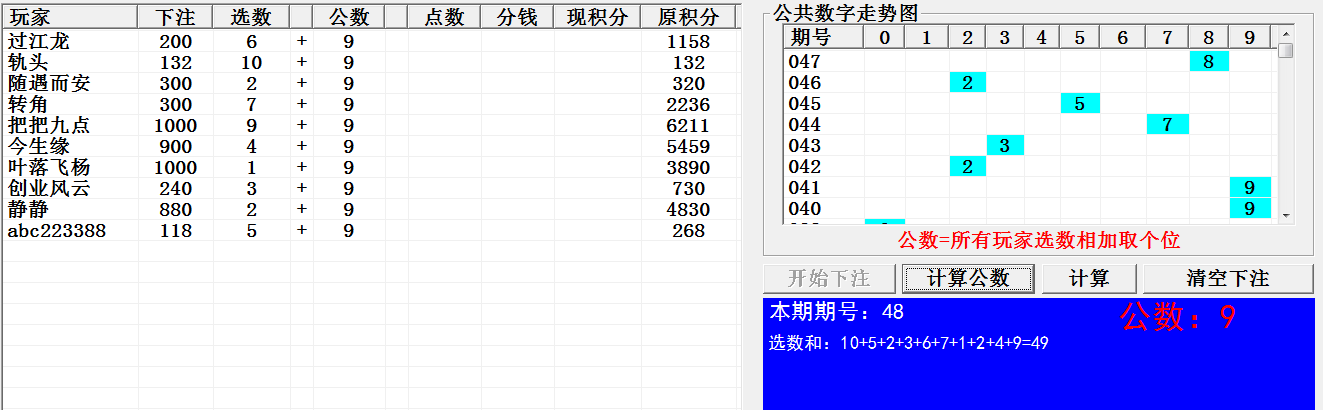 玩家 下注 选数 公数 点数 分钱 现积分 原积分
过江龙 200 6 + 9 1158
轨头 132 10 + 9 132
随遇而安 300 2 + 9 320
转角 300 7 + 9 2236
把把九点 1000 9 + 9 6211
今生缘 900 4 + 9 5459
叶落飞杨 1000 1 + 9 3890
创业风云 240 3 + 9 730
静静 880 2 + 9 4830
abc223388 118 5 + 9 268
公共数字走势图
期号 0 1 2 3 4 5 6 7 8 9
047 8
046 2
045 5
044 7
043 3
042 2
041 9
040 9
公数=所有玩家选数相加取个位
开始下注 计算公数 计算 清空下注
本期期号：48 公数：9
选数和：10+5+2+3+6+7+1+2+4+9=49